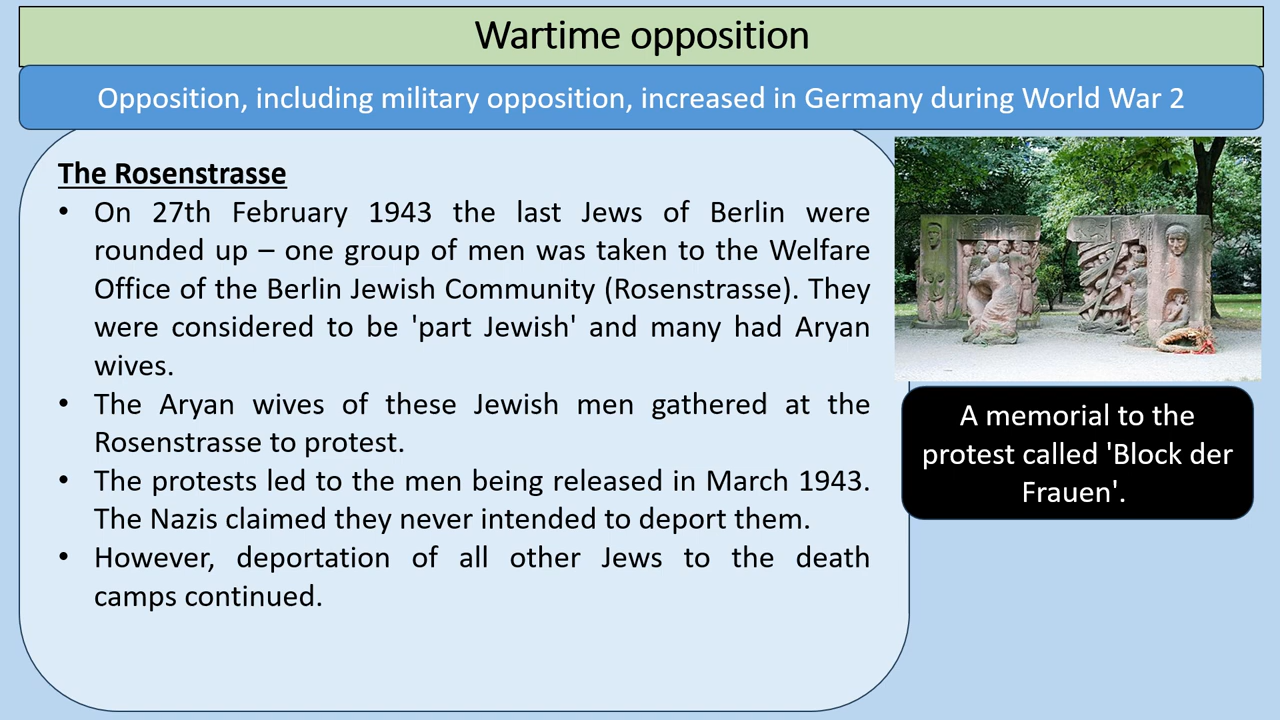 Wartime opposition
Opposition, including military opposition, increased in Germany during World War 2
The Rosenstrasse
• On 27th February 1943 the last Jews of Berlin were
rounded up – one group of men was taken to the Welfare
Office of the Berlin Jewish Community (Rosenstrasse). They
were considered to be 'part Jewish' and many had Aryan
wives.
• The Aryan wives of these Jewish men gathered at the
Rosenstrasse to protest.
• The protests led to the men being released in March 1943.
The Nazis claimed they never intended to deport them.
• However, deportation of all other Jews to the death
camps continued.
A memorial to the
protest called 'Block der
Frauen'.